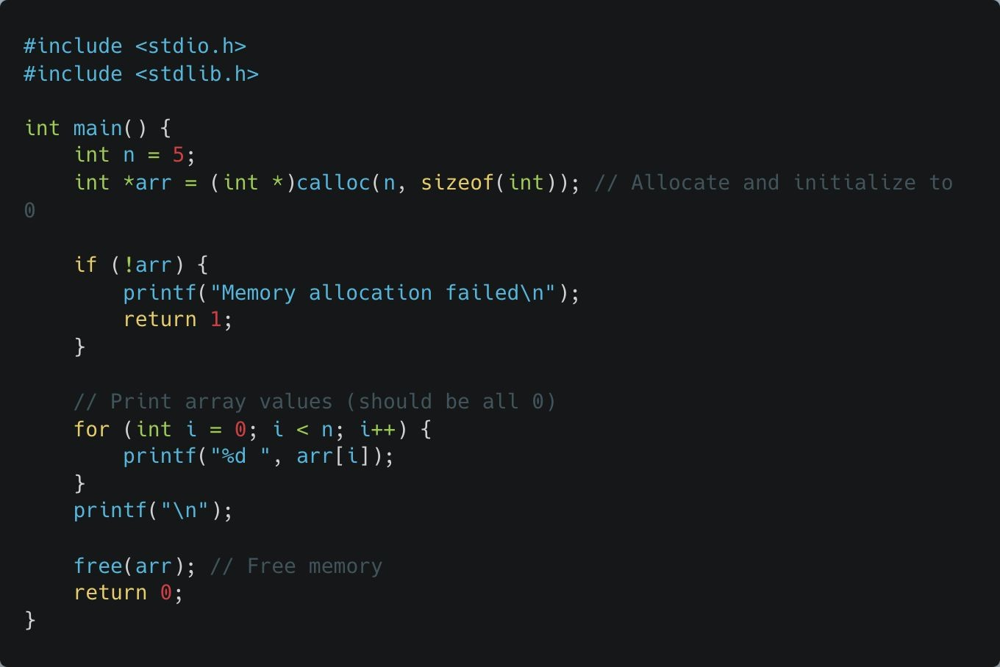 #include <stdio.h>
#include <stdlib.h>

int main() {
    int n = 5;
    int *arr = (int *)calloc(n, sizeof(int)); // Allocate and initialize to
0

    if (!arr) {
        printf("Memory allocation failed\n");
        return 1;
    }

    // Print array values (should be all 0)
    for (int i = 0; i < n; i++) {
        printf("%d ", arr[i]);
    }
    printf("\n");

    free(arr); // Free memory
    return 0;
}